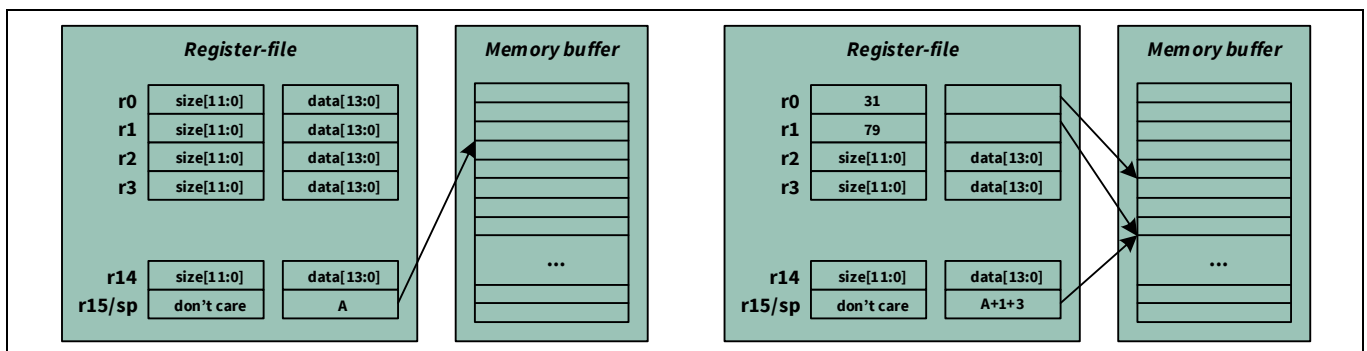 Register-file
Memory buffer
r0 size[11:0] data[13:0]
r1 size[11:0] data[13:0]
r2 size[11:0] data[13:0]
r3 size[11:0] data[13:0]
...
r14 size[11:0] data[13:0]
r15/sp don't care A
Register-file
Memory buffer
r0 31
r1 79
r2 size[11:0] data[13:0]
r3 size[11:0] data[13:0]
...
r14 size[11:0] data[13:0]
r15/sp don't care A+1+3